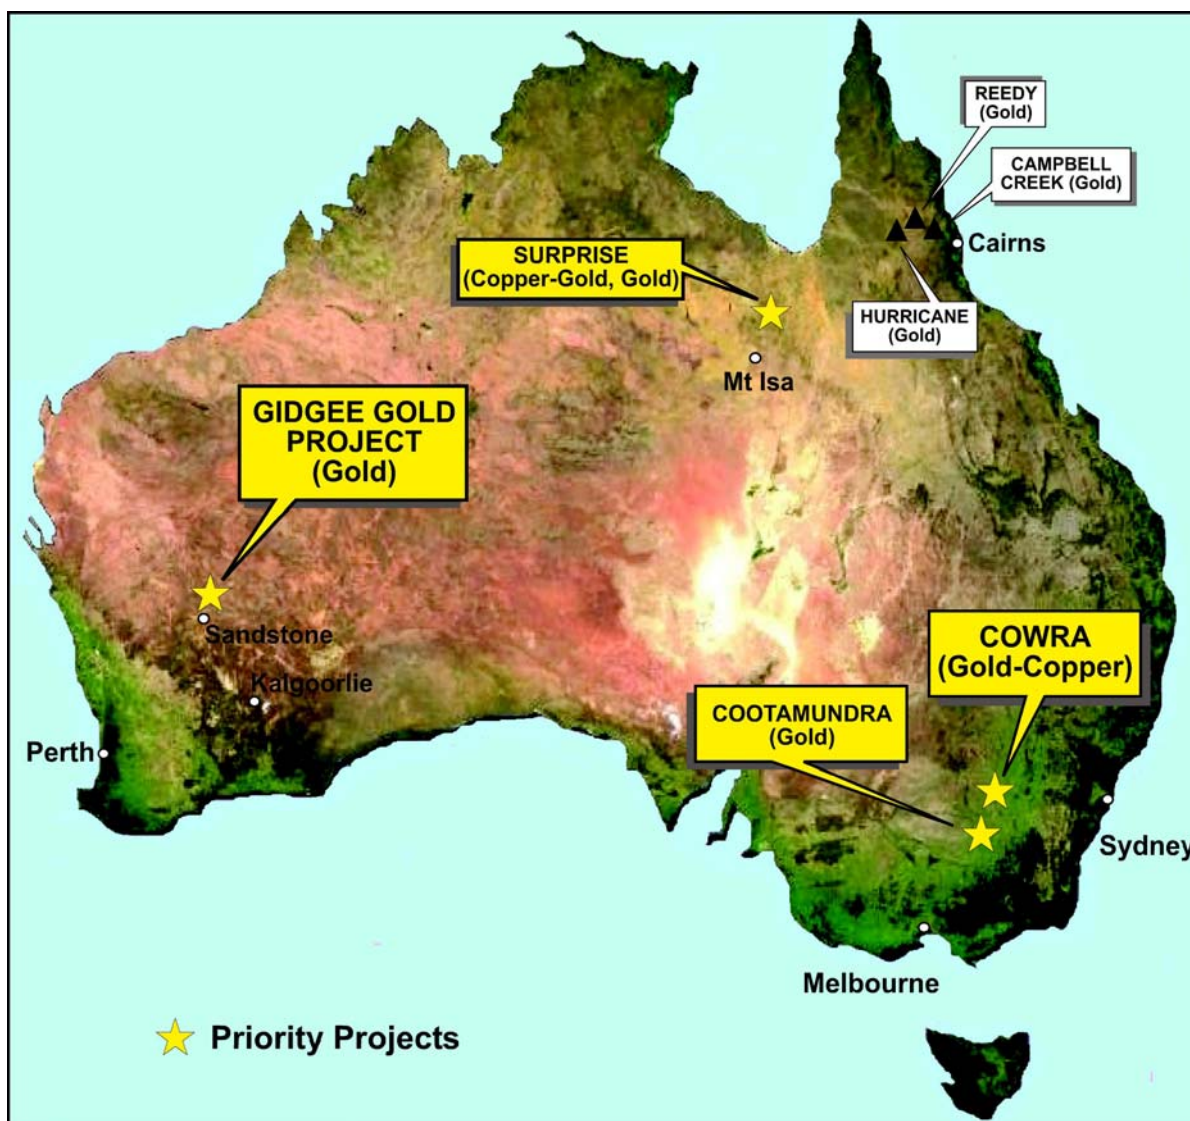 REEDY
(Gold)
CAMPBELL
CREEK (Gold)
Cairns
SURPRISE
(Copper-Gold, Gold)
HURRICANE
(Gold)
Mt Isa
GIDGEE GOLD
PROJECT
(Gold)
Sandstone
Kalgoorlie
COWRA
(Gold-Copper)
COOTAMUNDRA
(Gold)
Perth
Sydney
Melbourne
Priority Projects